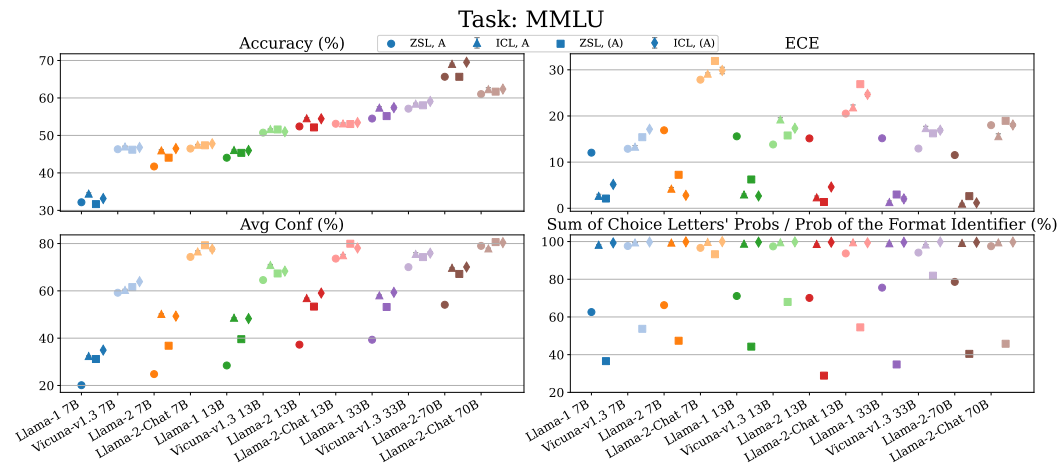 Task: MMLU
Accuracy (%)
ZSL, A
ICL, A
ZSL, (A)
ICL, (A)
ECE
70
60
50
40
30
30
20
10
0
Avg Conf (%)
Sum of Choice Letters' Probs / Prob of the Format Identifier (%)
80
60
40
20
100
80
60
40
20
Llama-1 7B
Vicuna-v1.3 7B
Llama-2 7B
Llama-2-Chat 7B
Llama-1 13B
Vicuna-v1.3 13B
Llama-2 13B
Llama-2-Chat 13B
Llama-1 33B
Vicuna-v1.3 33B
Llama-2-70B
Llama-2-Chat 70B
Llama-1 7B
Vicuna-v1.3 7B
Llama-2 7B
Llama-2-Chat 7B
Llama-1 13B
Vicuna-v1.3 13B
Llama-2 13B
Llama-2-Chat 13B
Llama-1 33B
Vicuna-v1.3 33B
Llama-2-70B
Llama-2-Chat 70B